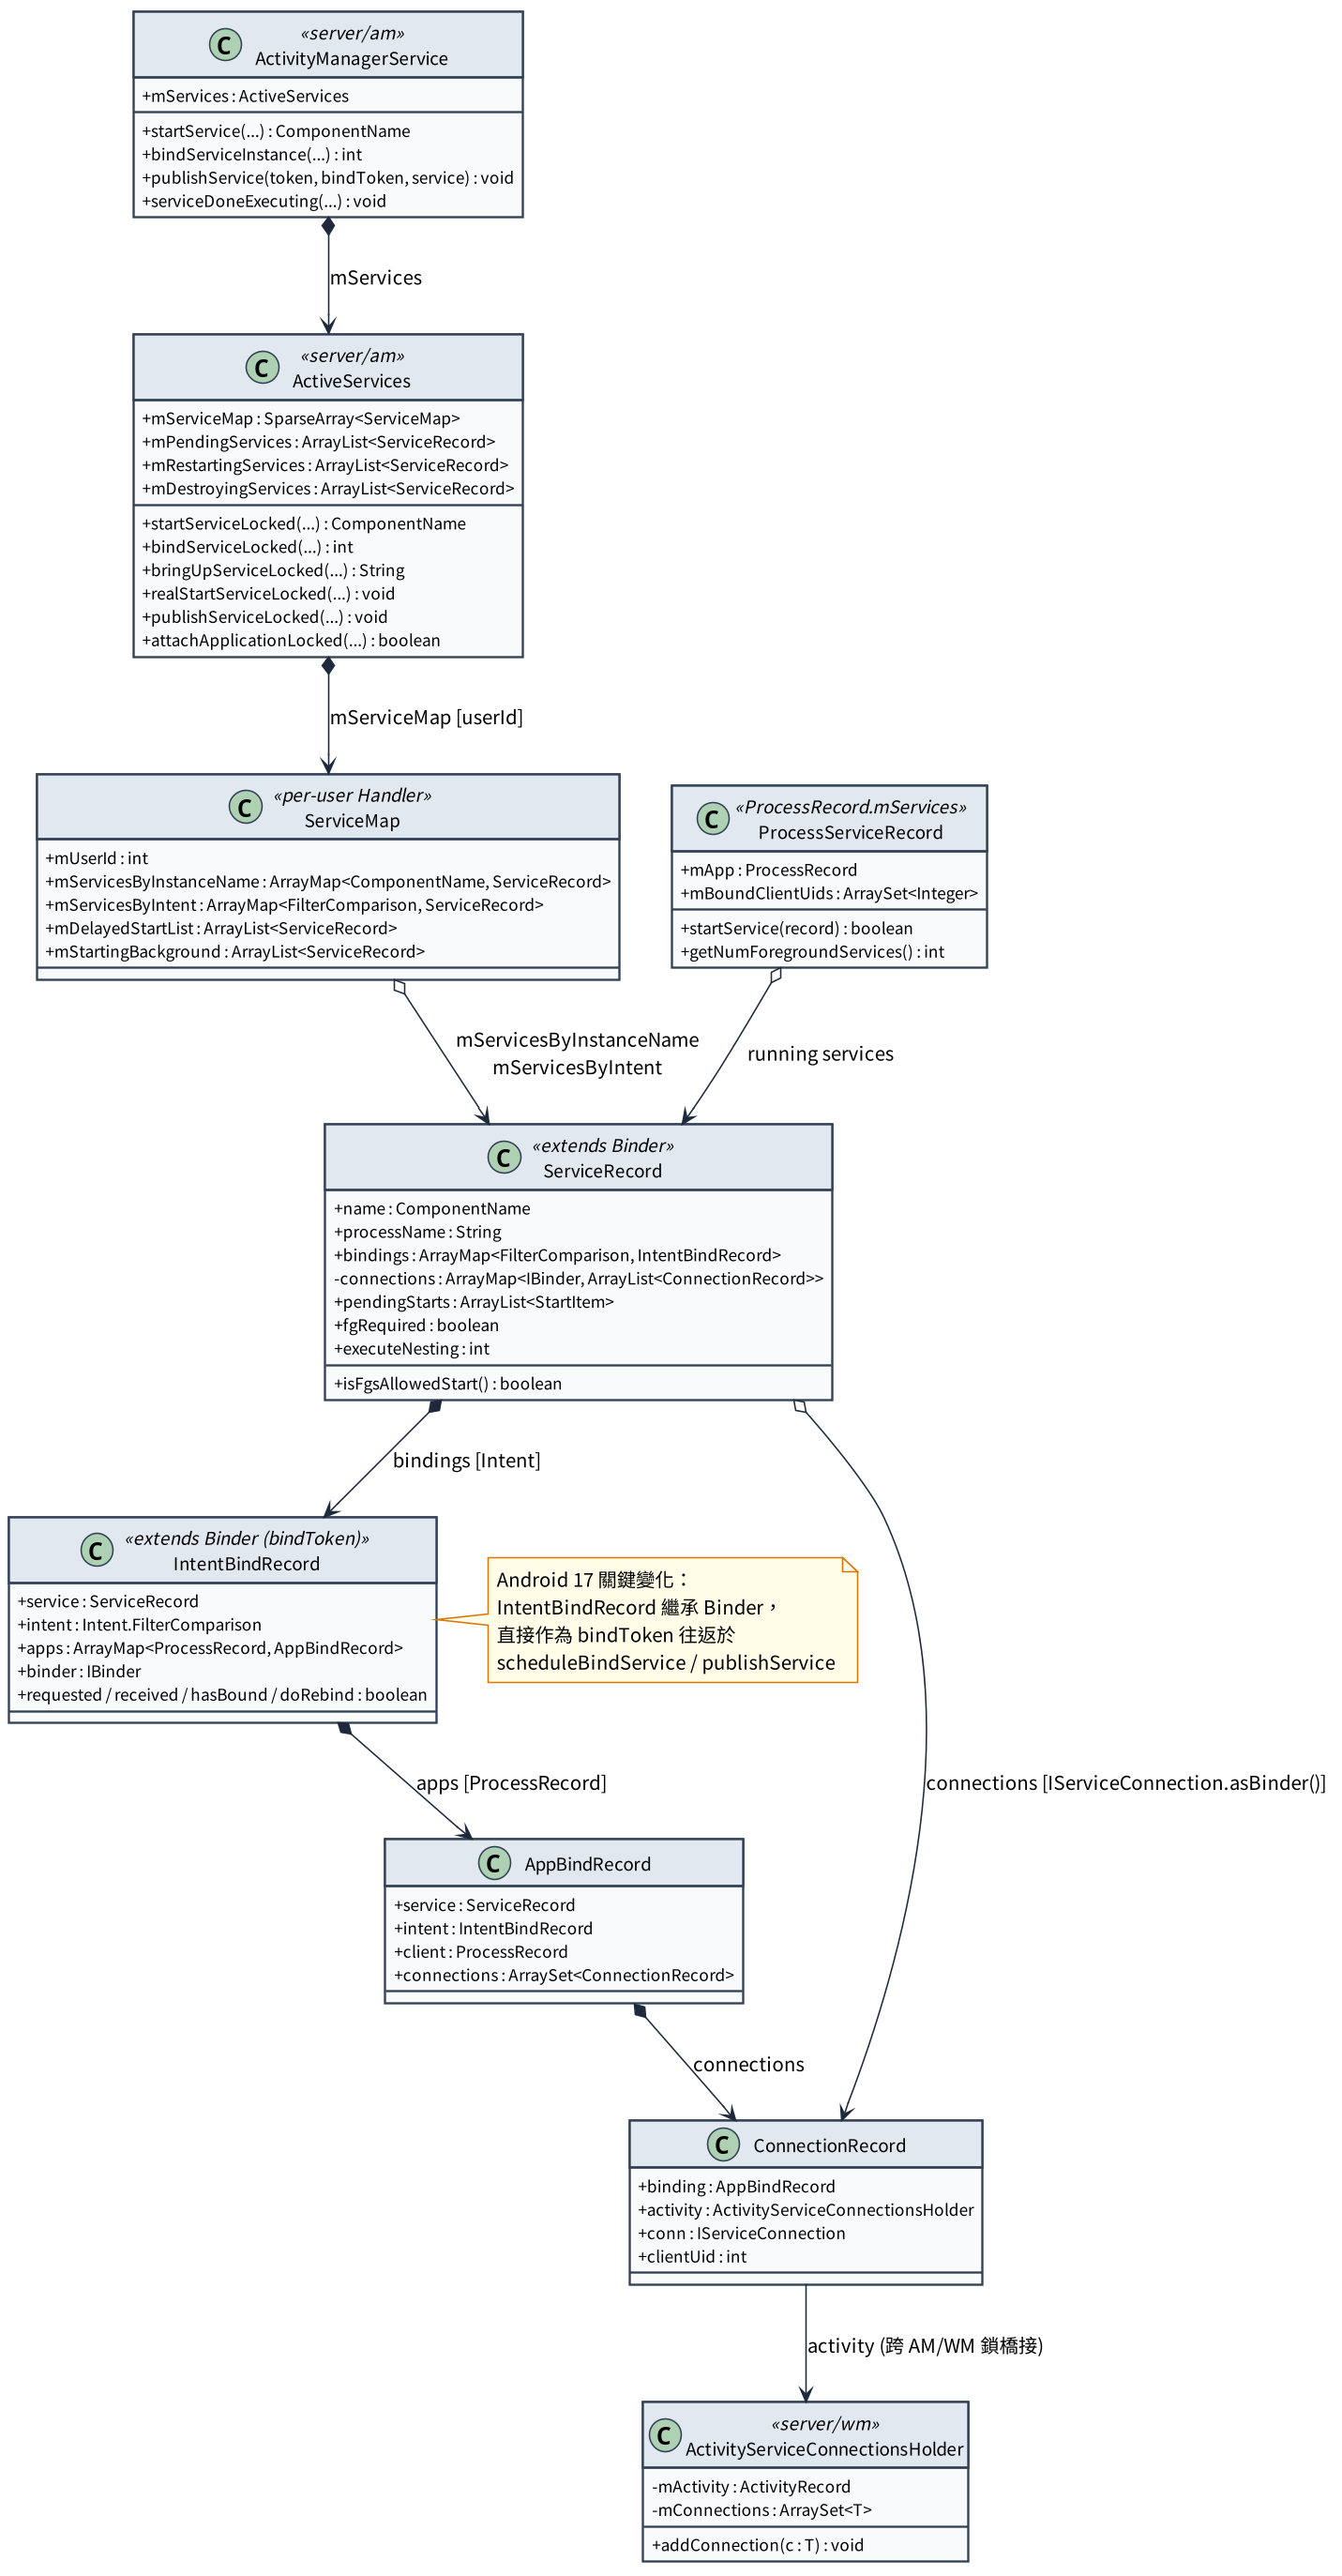 «server/am»
C
ActivityManagerService
+mServices : ActiveServices
+startService(...) : ComponentName
+bindServiceInstance(...) : int
+publishService(token, bindToken, service) : void
+serviceDoneExecuting(...) : void
mServices
«server/am»
C
ActiveServices
+mServiceMap : SparseArray<ServiceMap>
+mPendingServices : ArrayList<ServiceRecord>
+mRestartingServices : ArrayList<ServiceRecord>
+mDestroyingServices : ArrayList<ServiceRecord>
+startServiceLocked(...) : ComponentName
+bindServiceLocked(...) : int
+bringUpServiceLocked(...) : String
+realStartServiceLocked(...) : void
+publishServiceLocked(...) : void
+attachApplicationLocked(...) : boolean
mServiceMap [userId]
«per-user Handler»
C
ServiceMap
+mUserId : int
+mServicesByInstanceName : ArrayMap<ComponentName, ServiceRecord>
+mServicesByIntent : ArrayMap<FilterComparison, ServiceRecord>
+mDelayedStartList : ArrayList<ServiceRecord>
+mStartingBackground : ArrayList<ServiceRecord>
«ProcessRecord.mServices»
C
ProcessServiceRecord
+mApp : ProcessRecord
+mBoundClientUids : ArraySet<Integer>
+startService(record) : boolean
+getNumForegroundServices() : int
mServicesByInstanceName
mServicesByIntent
running services
«extends Binder»
C
ServiceRecord
+name : ComponentName
+processName : String
+bindings : ArrayMap<FilterComparison, IntentBindRecord>
-connections : ArrayMap<IBinder, ArrayList<ConnectionRecord>>
+pendingStarts : ArrayList<StartItem>
+fgRequired : boolean
+executeNesting : int
+isFgsAllowedStart() : boolean
bindings [Intent]
«extends Binder (bindToken)»
C
IntentBindRecord
+service : ServiceRecord
+intent : Intent.FilterComparison
+apps : ArrayMap<ProcessRecord, AppBindRecord>
+binder : IBinder
+requested / received / hasBound / doRebind : boolean
Android 17 關鍵變化：
IntentBindRecord 繼承 Binder，
直接作為 bindToken 往返於
scheduleBindService / publishService
apps [ProcessRecord]
connections [IServiceConnection.asBinder()]
C
AppBindRecord
+service : ServiceRecord
+intent : IntentBindRecord
+client : ProcessRecord
+connections : ArraySet<ConnectionRecord>
connections
C
ConnectionRecord
+binding : AppBindRecord
+activity : ActivityServiceConnectionsHolder
+conn : IServiceConnection
+clientUid : int
activity (跨 AM/WM 鎖橋接)
«server/wm»
C
ActivityServiceConnectionsHolder
-mActivity : ActivityRecord
-mConnections : ArraySet<T>
+addConnection(c : T) : void